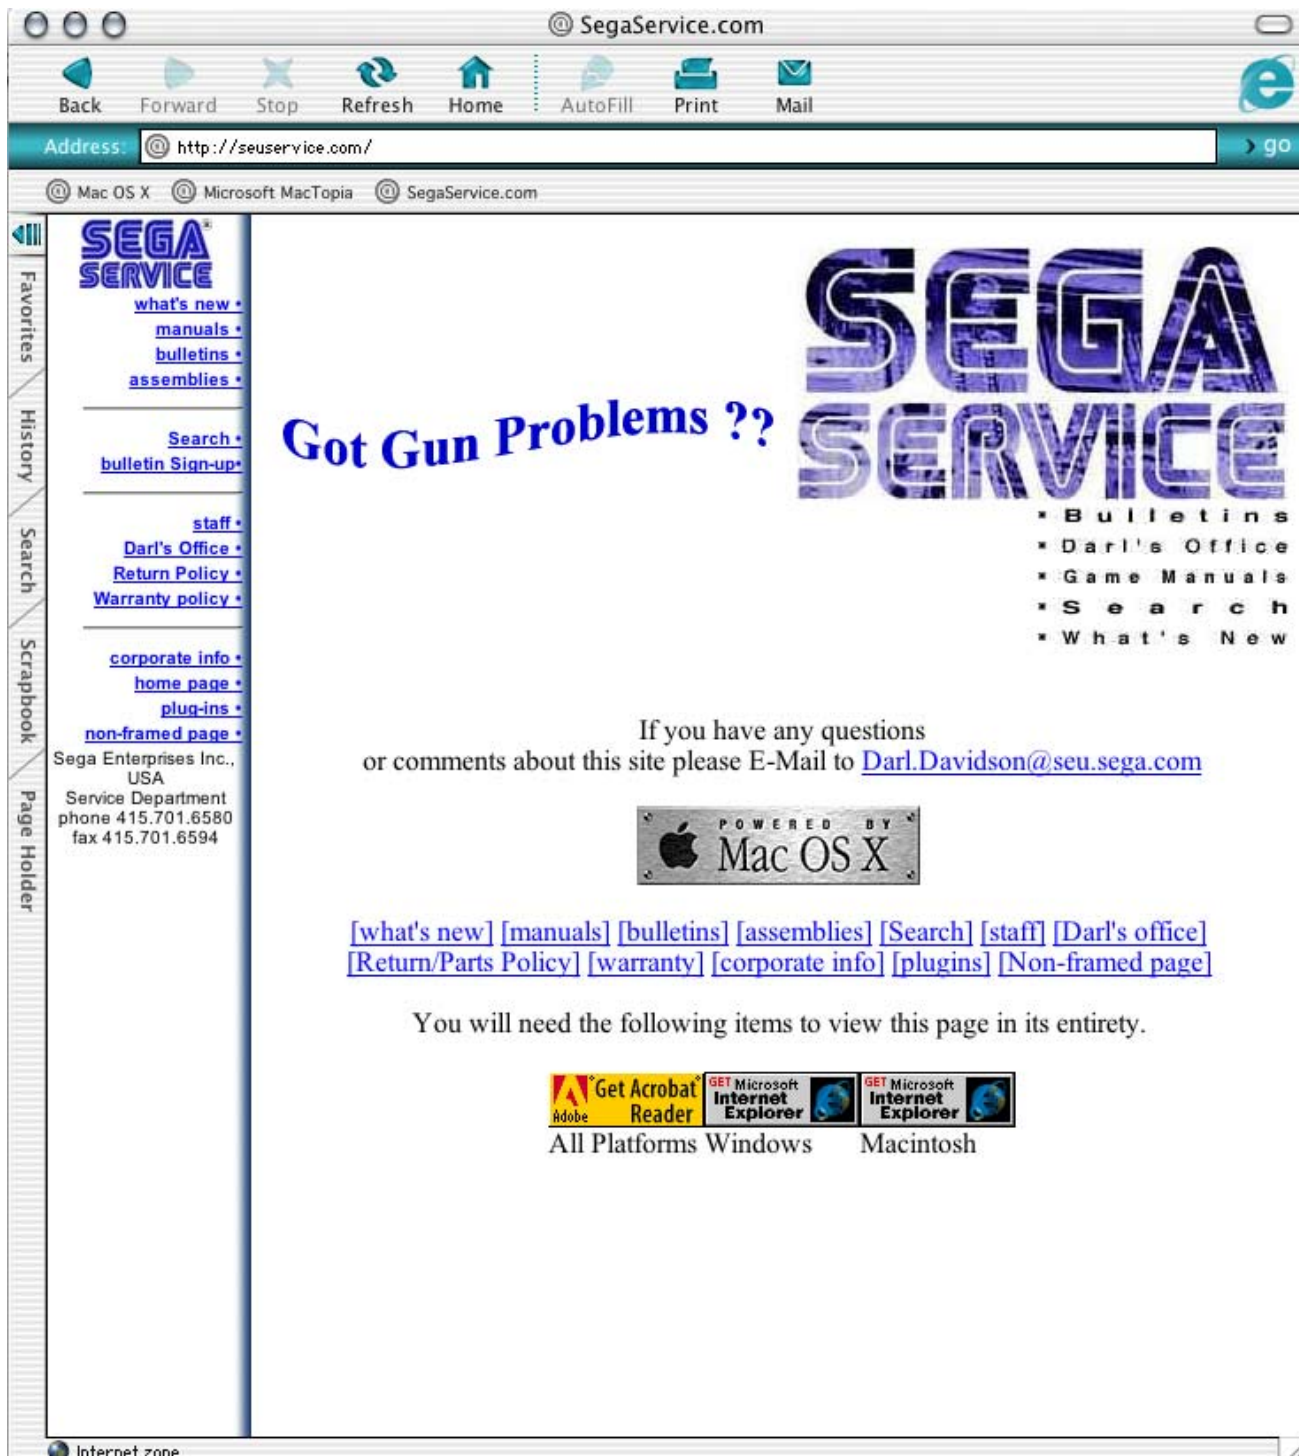 SegaService.com
Back Forward Stop Refresh Home AutoFill Print Mail
Address: http://seuservice.com/ go
Mac OS X Microsoft MacTopia SegaService.com
Favorites
History
Search
Scrapbook
Page Holder
SEGA®
SERVICE
what's new •
manuals •
bulletins •
assemblies •
Search •
bulletin Sign-up•
staff •
Darl's Office •
Return Policy •
Warranty policy •
corporate info •
home page •
plug-ins •
non-framed page •
Sega Enterprises Inc.,
USA
Service Department
phone 415.701.6580
fax 415.701.6594
Got Gun Problems ??
SEGA
SERVICE
Bulletins
Darl's Office
Game Manuals
Search
What's New
If you have any questions
or comments about this site please E-Mail to Darl.Davidson@seu.sega.com
POWERED BY
Mac OS X
[what's new] [manuals] [bulletins] [assemblies] [Search] [staff] [Darl's office]
[Return/Parts Policy] [warranty] [corporate info] [plugins] [Non-framed page]
You will need the following items to view this page in its entirety.
Adobe Get Acrobat Reader
GET Microsoft Internet Explorer
GET Microsoft Internet Explorer
All Platforms Windows Macintosh
Internet zone